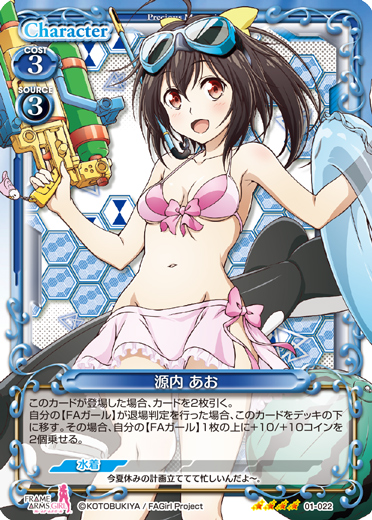 Precious M
Character
COST
3
SOURCE
3
源内 あお
このカードが登場した場合、カードを2枚引く。
自分の【FAガール】が退場判定を行った場合、このカードをデッキの下
に移す。その場合、自分の【FAガール】1枚の上に+10/+10コインを
2個乗せる。
水着
今夏休みの計画立ててて忙しいんだよ~。
FRAME
ARMS GIRL
©KOTOBUKIYA / FAGirl Project
01-022